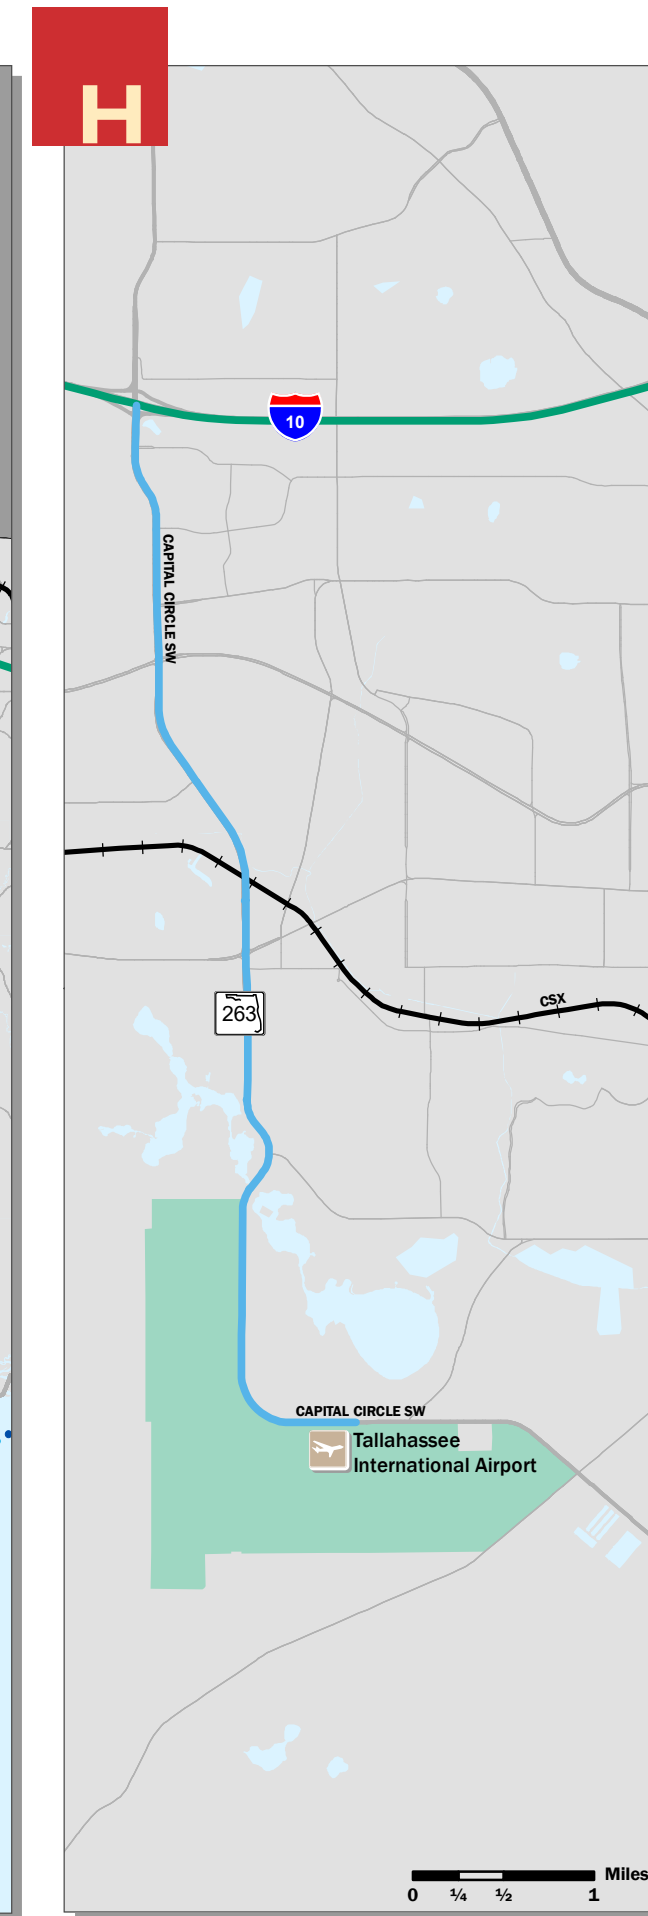 H
10
CAPITAL CIRCLE SW
263
CSX
CAPITAL CIRCLE SW
Tallahassee
International Airport
Miles
0 ¼ ½ 1